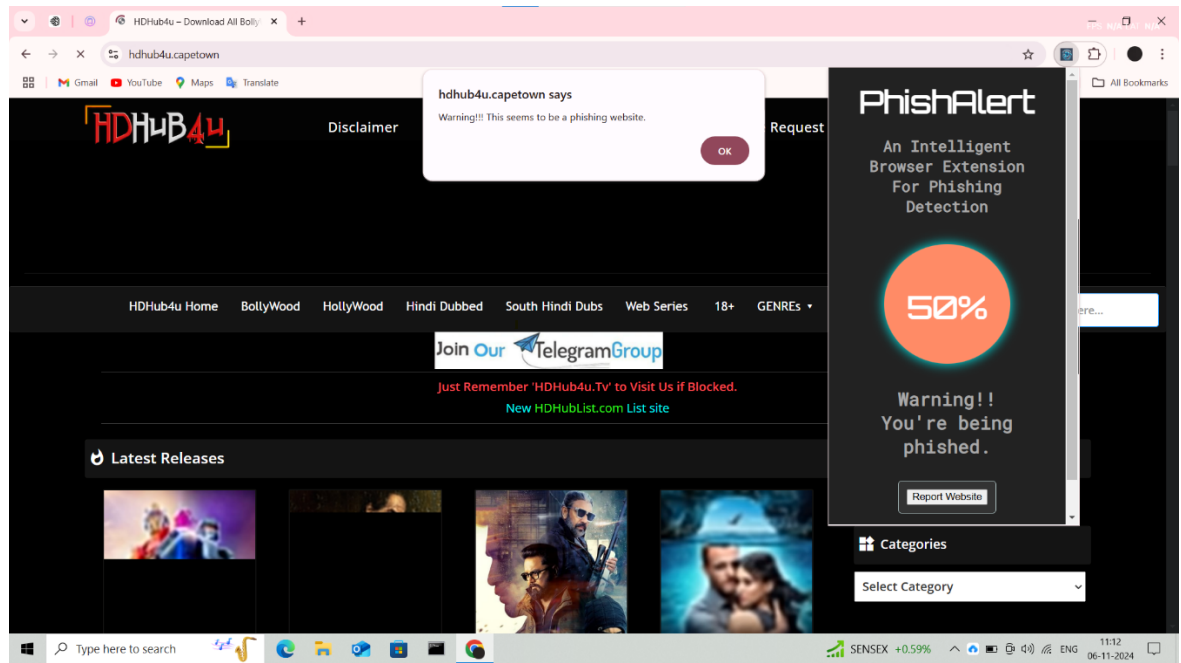 HDHub4u – Download All Bolly
hdhub4u.capetown
Gmail YouTube Maps Translate
All Bookmarks
hdhub4u.capetown says
Warning!!! This seems to be a phishing website.
OK
HDHuB4u
Disclaimer
Request
PhishAlert
An Intelligent
Browser Extension
For Phishing
Detection
50%
Warning!!
You're being
phished.
Report Website
HDHub4u Home BollyWood HollyWood Hindi Dubbed South Hindi Dubs Web Series 18+ GENREs
ere...
Join Our TelegramGroup
Just Remember 'HDHub4u.Tv' to Visit Us if Blocked.
New HDHubList.com List site
Latest Releases
Categories
Select Category
Type here to search
SENSEX +0.59%
ENG
11:12
06-11-2024